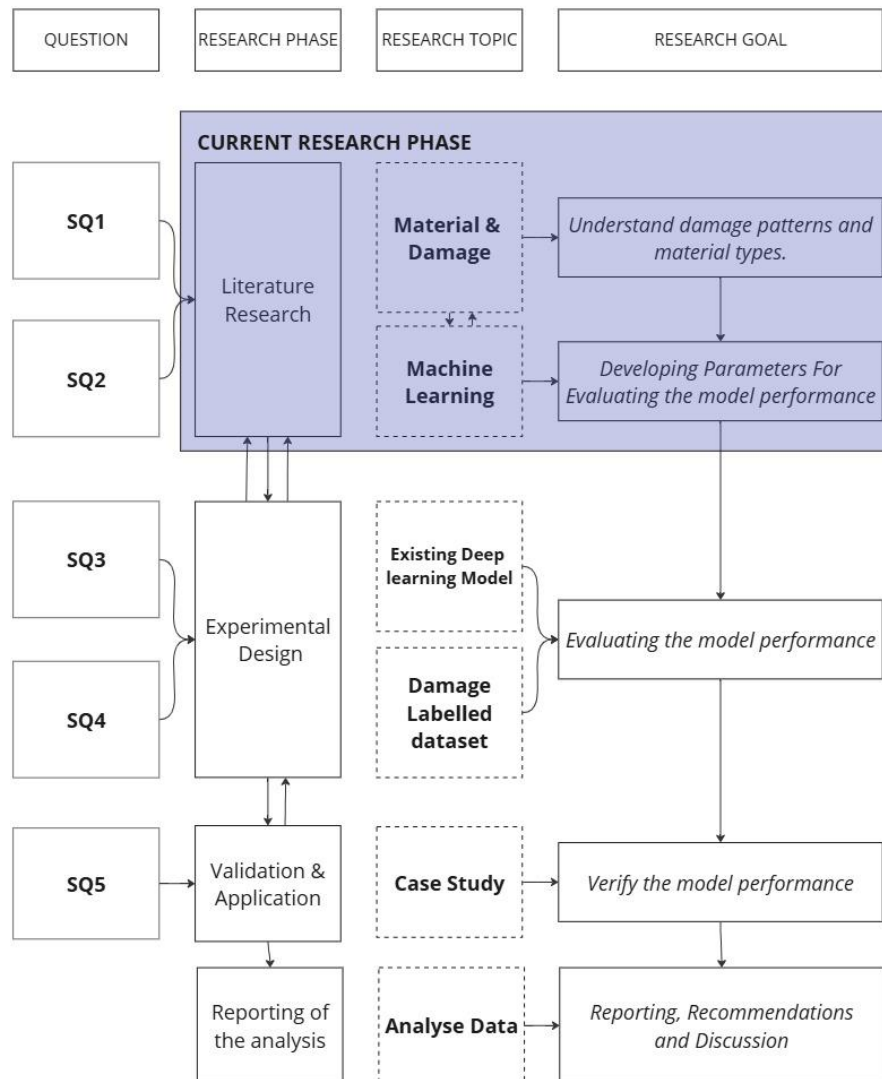 QUESTION
RESEARCH PHASE
RESEARCH TOPIC
RESEARCH GOAL
CURRENT RESEARCH PHASE
SQ1
SQ2
Literature
Research
Material &
Damage
Understand damage patterns and
material types.
Machine
Learning
Developing Parameters For
Evaluating the model performance
SQ3
SQ4
Experimental
Design
Existing Deep
learning Model
Damage
Labelled
dataset
Evaluating the model performance
SQ5
Validation &
Application
Case Study
Verify the model performance
Reporting of
the analysis
Analyse Data
Reporting, Recommendations
and Discussion